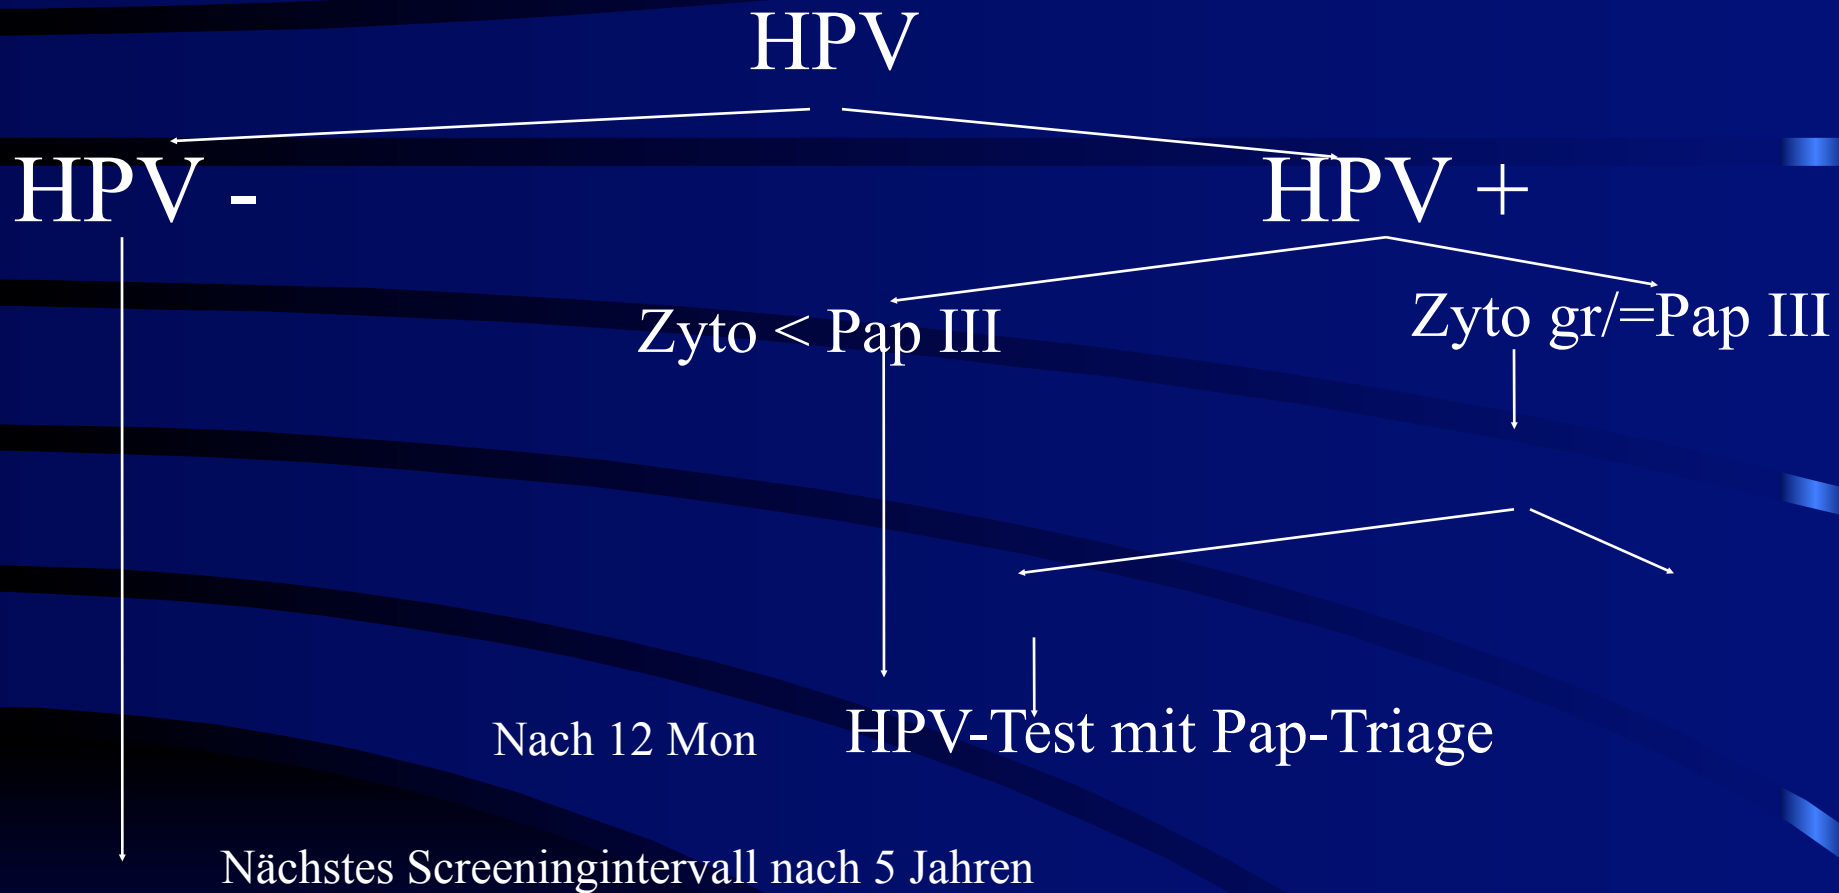 HPV
HPV -
HPV +
Zyto < Pap III
Zyto gr/=Pap III
Nach 12 Mon
HPV-Test mit Pap-Triage
Nächstes Screeningintervall nach 5 Jahren